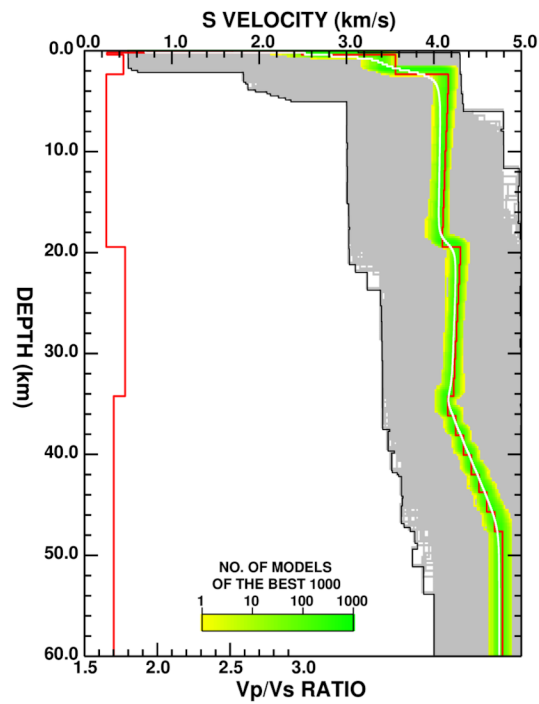 S VELOCITY (km/s)
0.0 1.0 2.0 3.0 4.0 5.0
0.0
10.0
20.0
30.0
40.0
50.0
60.0
DEPTH (km)
NO. OF MODELS
OF THE BEST 1000
1 10 100 1000
1.5 2.0 2.5 3.0
Vp/Vs RATIO